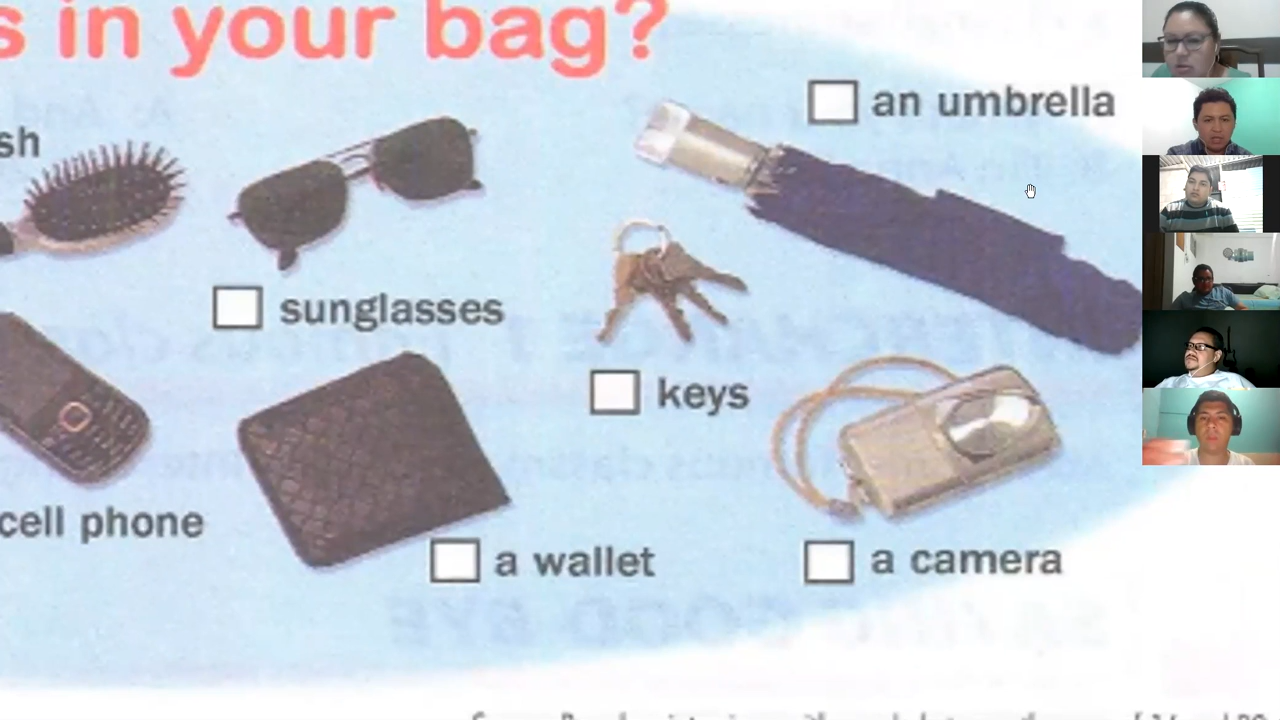 s in your bag?
an umbrella
sh
sunglasses
keys
cell phone
a wallet
a camera